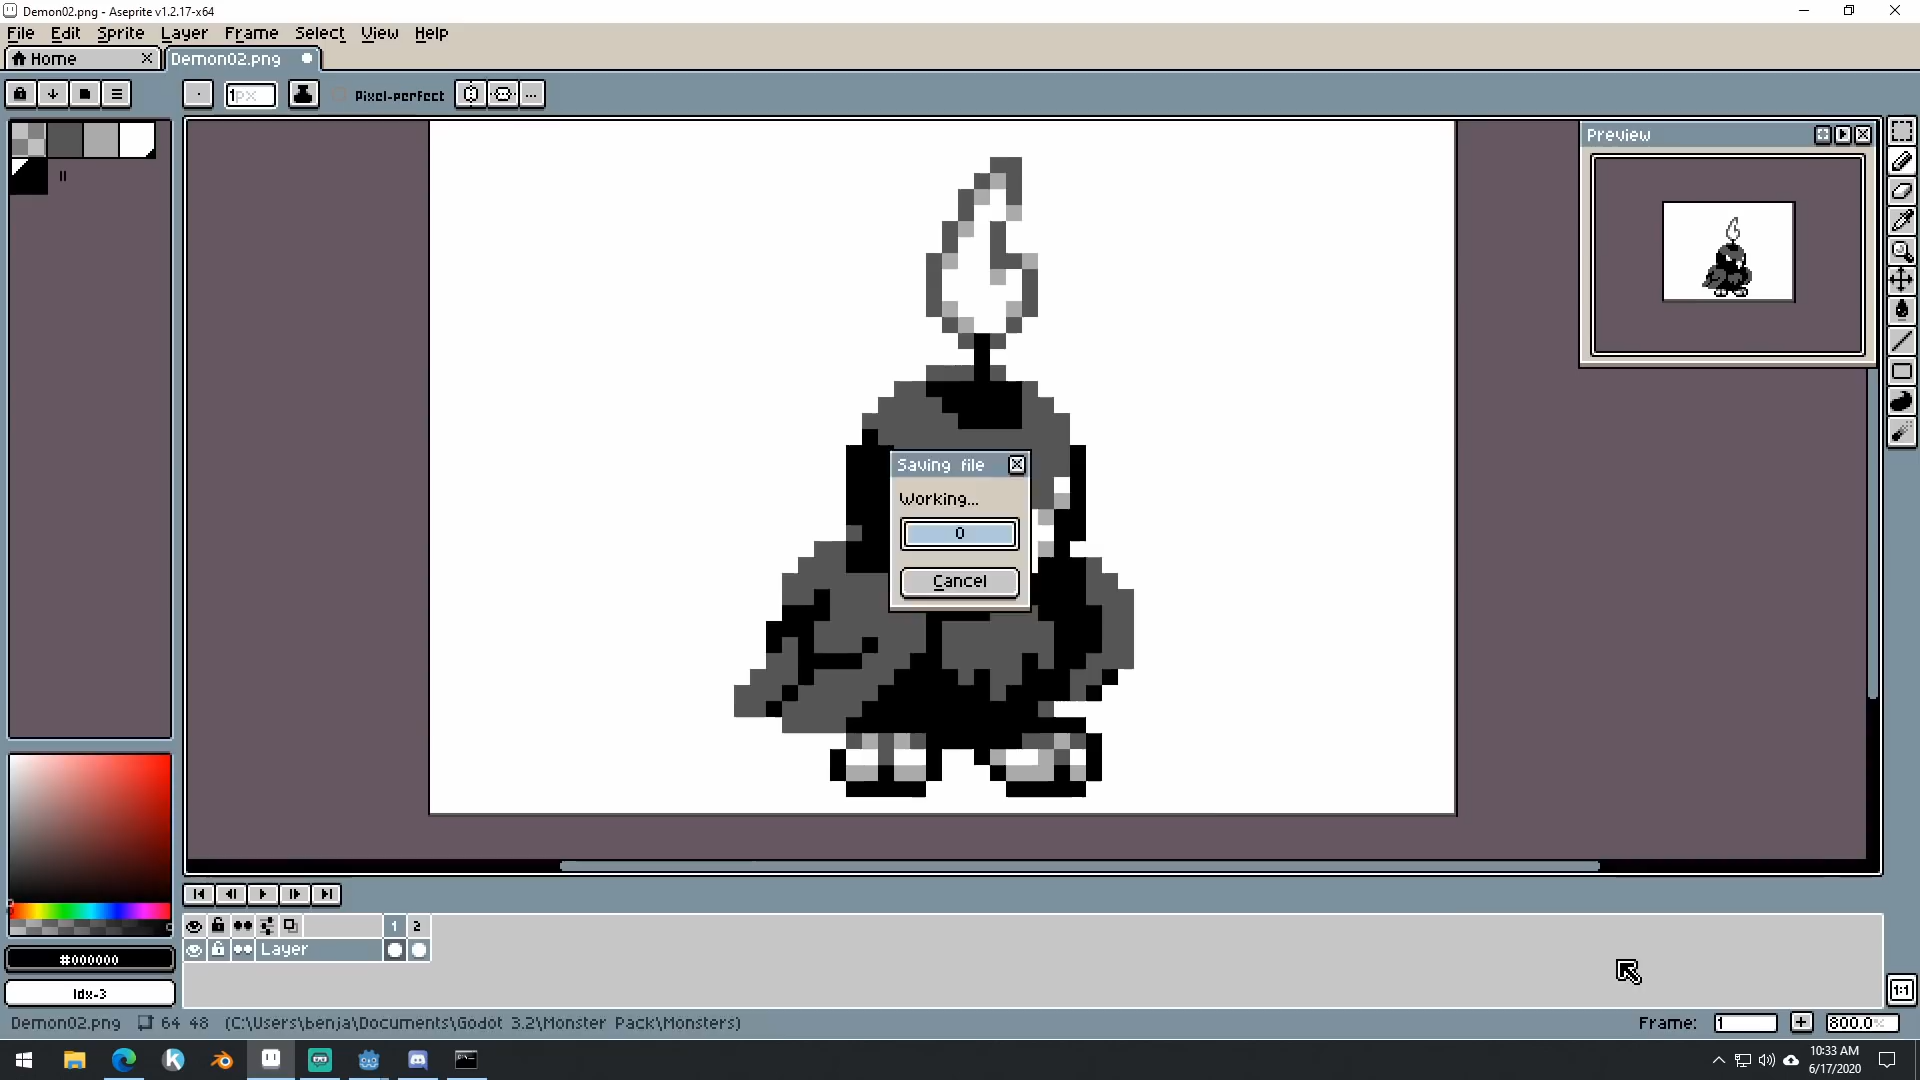 Demon02.png - Aseprite v1.2.17-x64
File Edit Sprite Layer Frame Select View Help
Home
Demon02.png
1px
Pixel-perfect
...
Preview
Saving file
Working...
0
Cancel
1 2
Layer
#000000
Idx-3
1:1
Demon02.png 64 48 (C:\Users\benja\Documents\Godot 3.2\Monster Pack\Monsters)
Frame: 1 + 800.0%
10:33 AM
6/17/2020